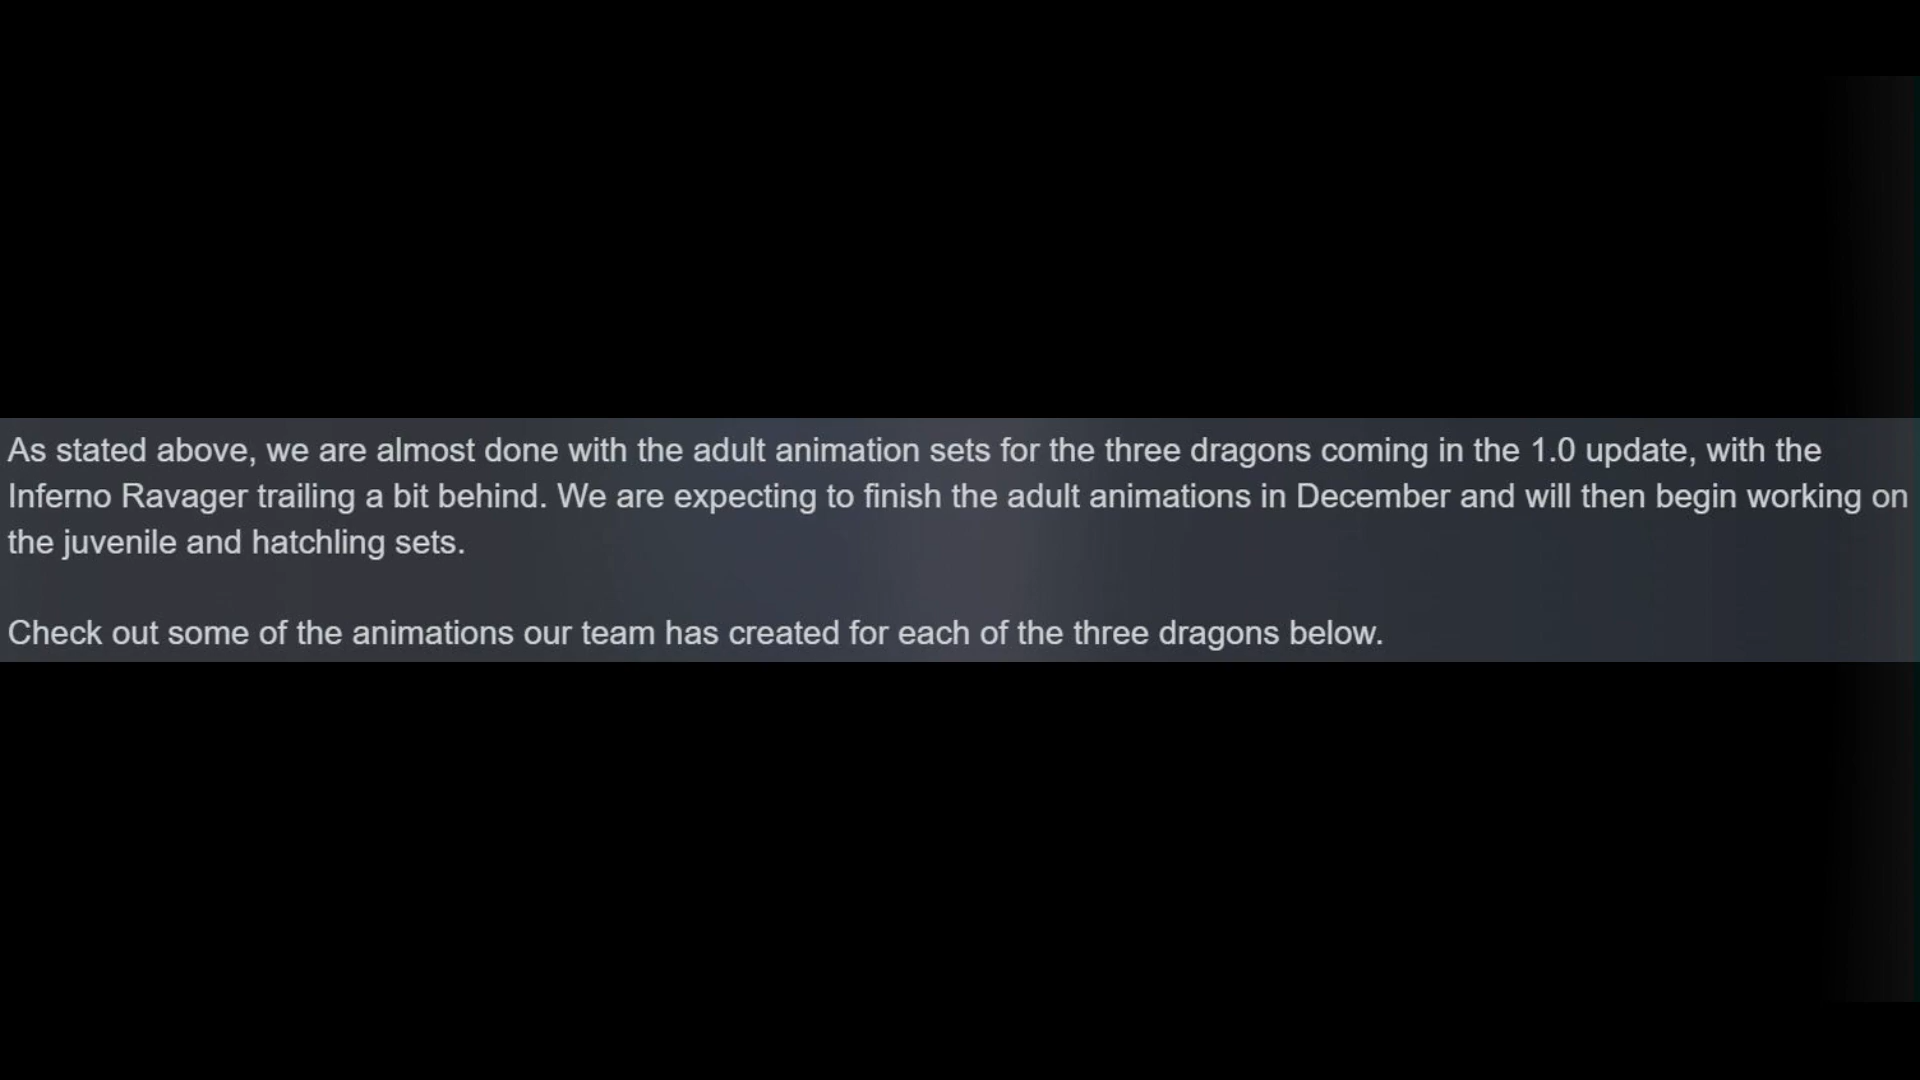 As stated above, we are almost done with the adult animation sets for the three dragons coming in the 1.0 update, with the
Inferno Ravager trailing a bit behind. We are expecting to finish the adult animations in December and will then begin working on
the juvenile and hatchling sets.
Check out some of the animations our team has created for each of the three dragons below.